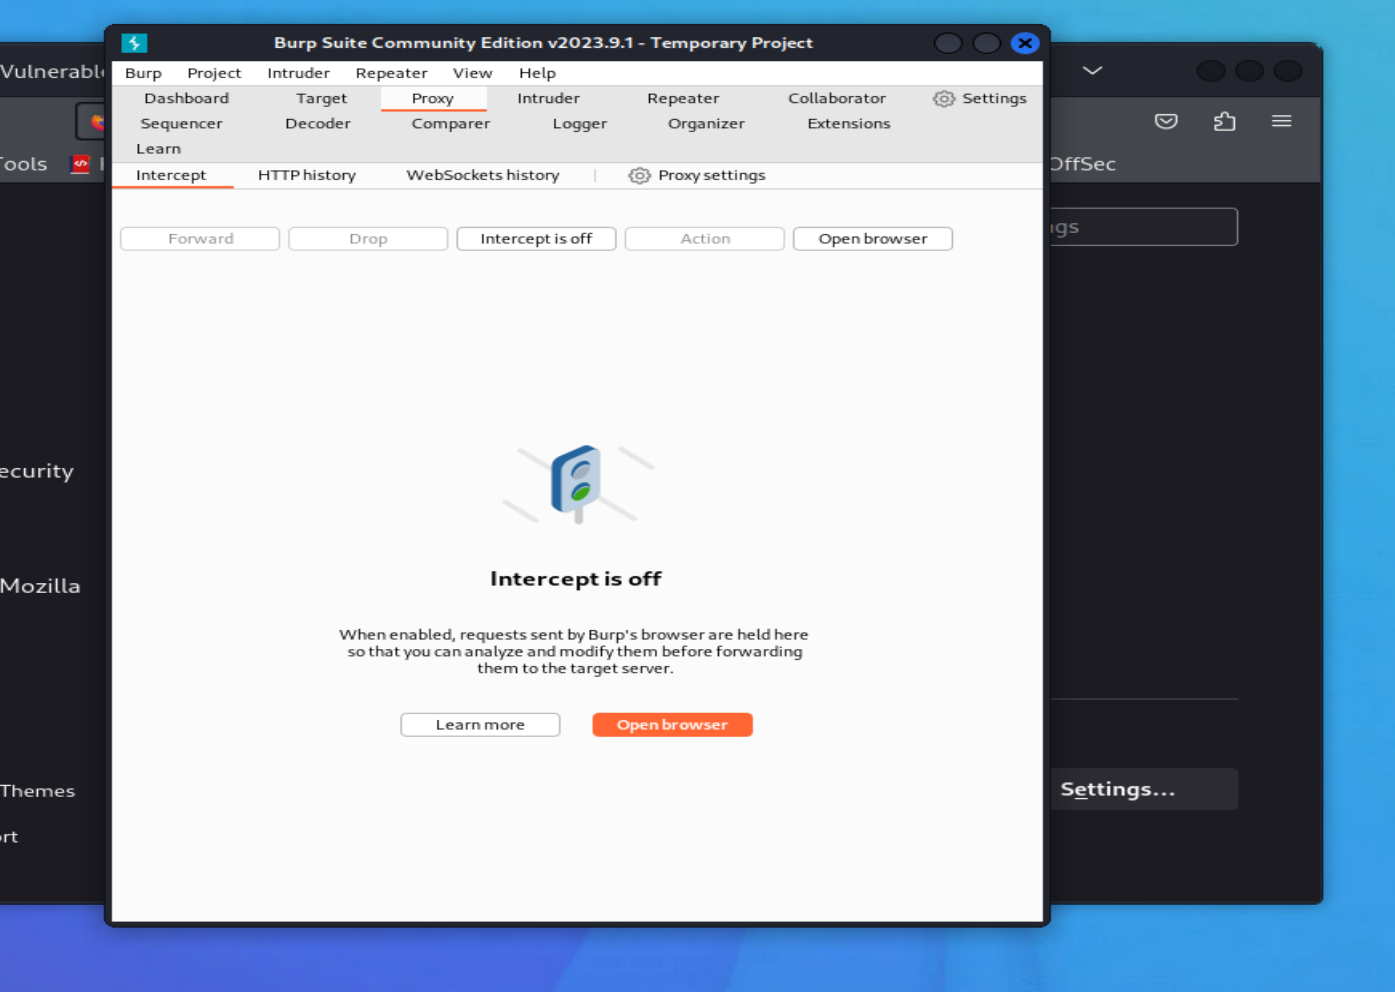 Burp Suite Community Edition v2023.9.1 - Temporary Project
Burp Project Intruder Repeater View Help
Dashboard Target Proxy Intruder Repeater Collaborator Settings
Sequencer Decoder Comparer Logger Organizer Extensions
Learn
Intercept HTTP history WebSockets history Proxy settings
Forward Drop Intercept is off Action Open browser
Intercept is off
When enabled, requests sent by Burp's browser are held here
so that you can analyze and modify them before forwarding
them to the target server.
Learn more Open browser
Vulnerabl
Tools
OffSec
ngs
ecurity
Mozilla
Themes
ort
Settings...